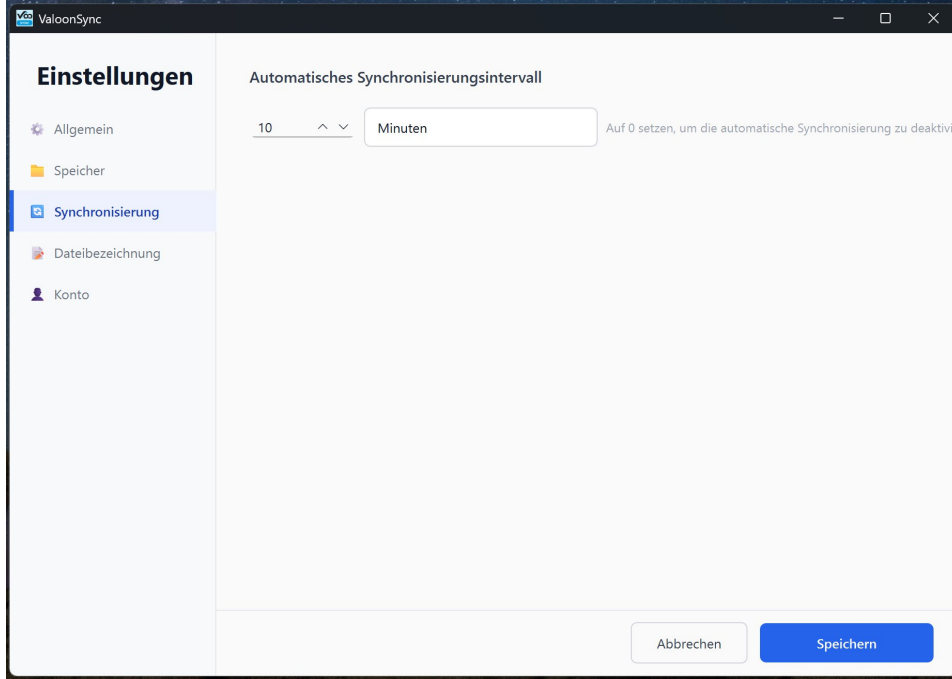 ValoonSync
Einstellungen
Allgemein
Speicher
Synchronisierung
Dateibezeichnung
Konto
Automatisches Synchronisierungsintervall
10 Minuten Auf 0 setzen, um die automatische Synchronisierung zu deaktivi
Abbrechen Speichern